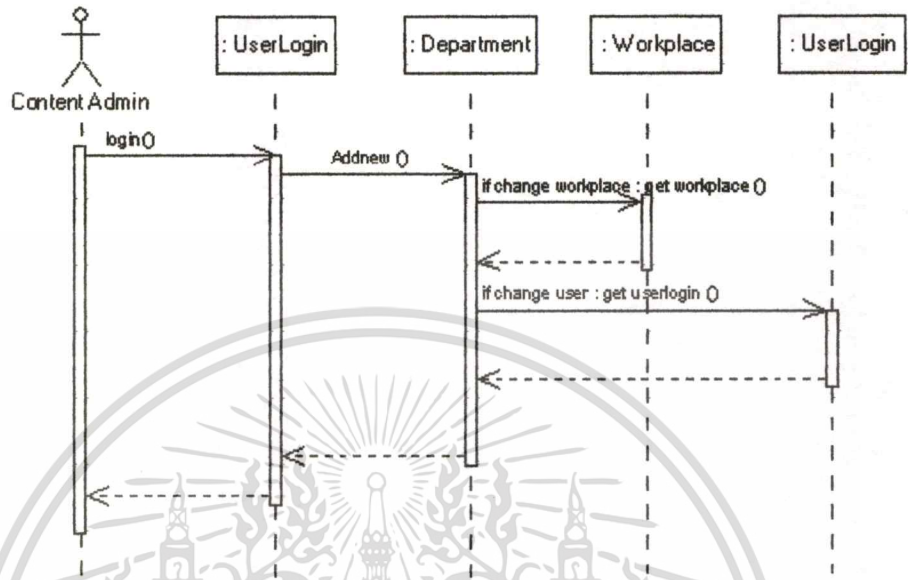 : UserLogin
: Department
: Workplace
: UserLogin
Content Admin
login()
Addnew ()
if change workplace : get workplace ()
if change user : get userlogin ()